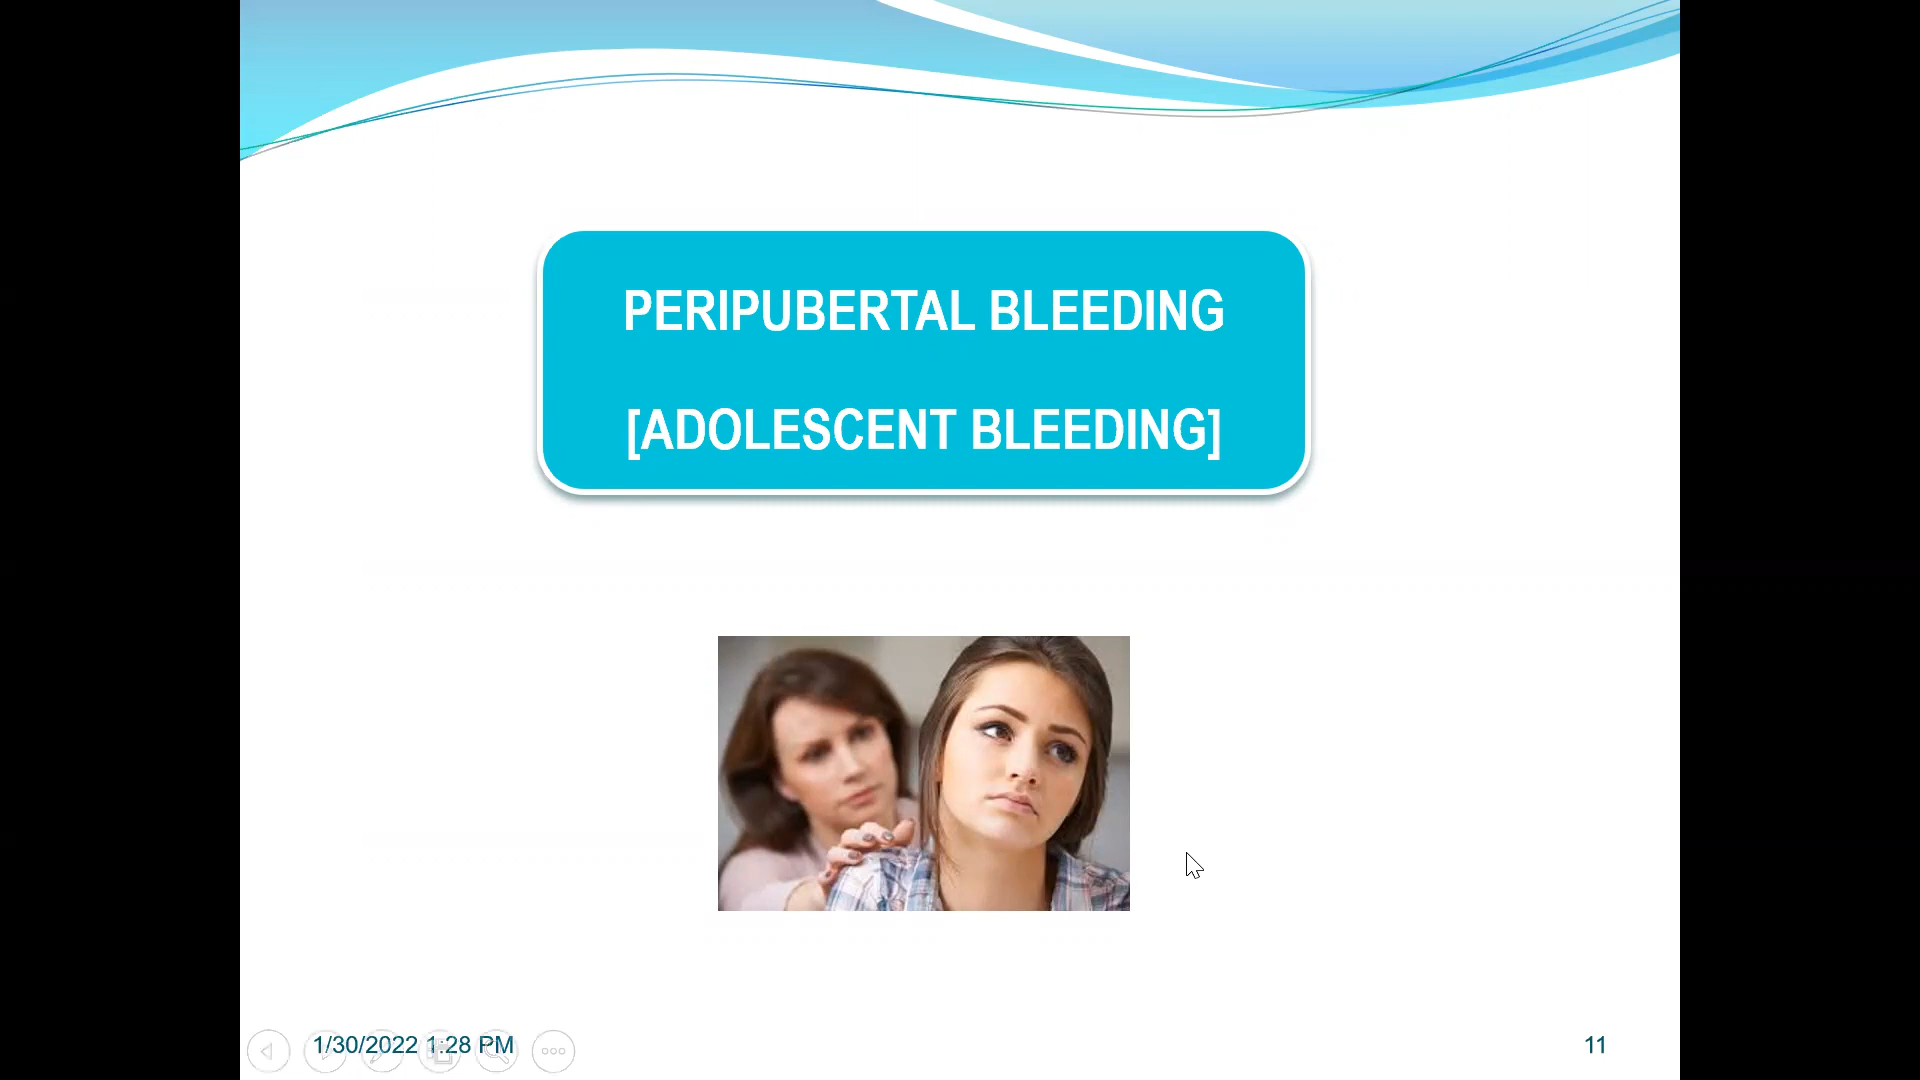 PERIPUBERTAL BLEEDING
[ADOLESCENT BLEEDING]
1/30/2022 1:28 PM
11